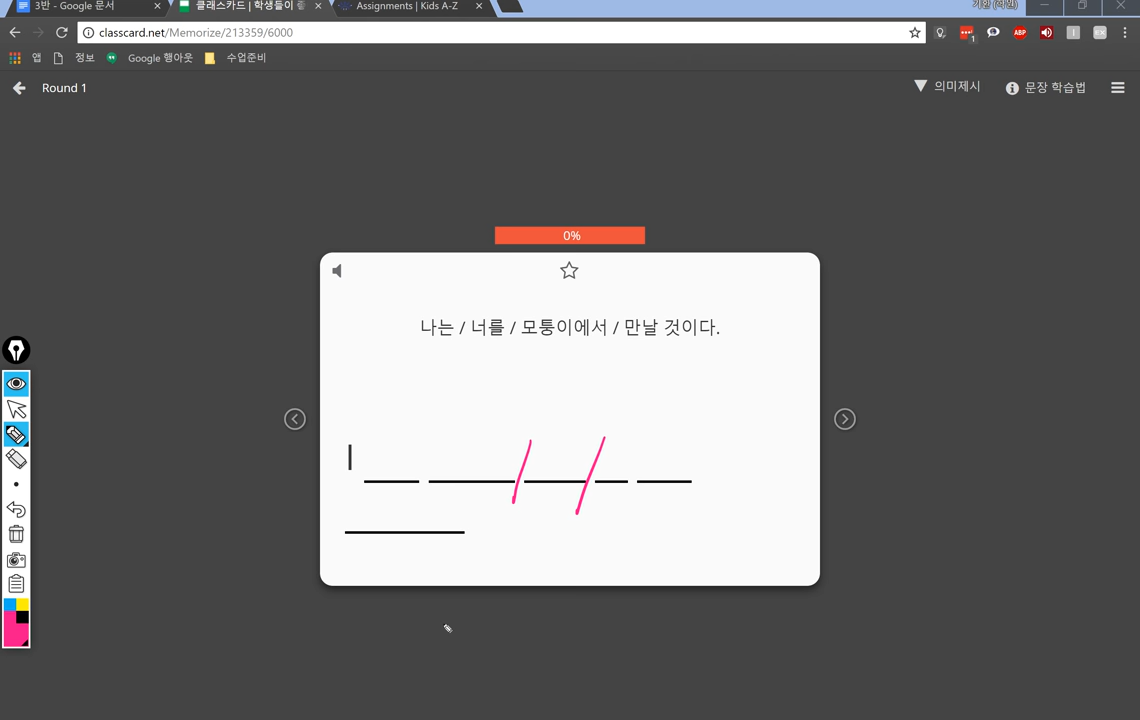 3반 - Google 문서
클래스카드 | 학생들이 좋
Assignments | Kids A-Z
classcard.net/Memorize/213359/6000
ABP
1
앱
정보
Google 행아웃
수업준비
Round 1
의미제시
문장 학습법
0%
나는 / 너를 / 모퉁이에서 / 만날 것이다.
I